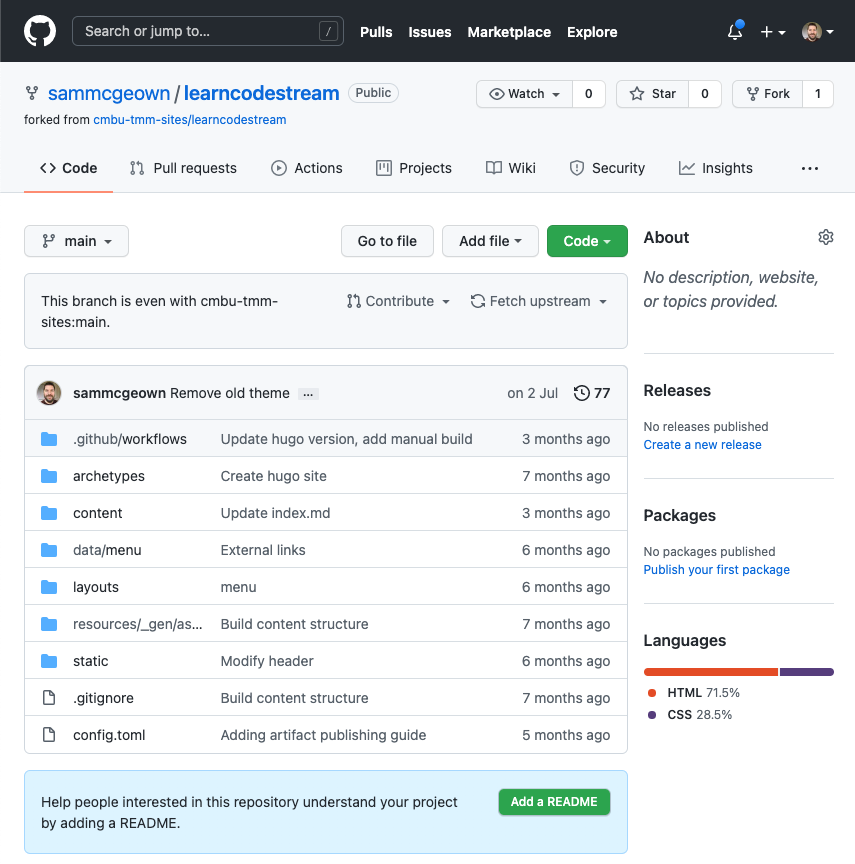 Search or jump to... /
Pulls Issues Marketplace Explore
sammcgeown / learncodestream Public
Watch 0 Star 0 Fork 1
forked from cmbu-tmm-sites/learncodestream
Code Pull requests Actions Projects Wiki Security Insights ...
main Go to file Add file Code
This branch is even with cmbu-tmm-
sites:main.
Contribute Fetch upstream
sammcgeown Remove old theme ... on 2 Jul 77
.github/workflows Update hugo version, add manual build 3 months ago
archetypes Create hugo site 7 months ago
content Update index.md 3 months ago
data/menu External links 6 months ago
layouts menu 6 months ago
resources/_gen/as... Build content structure 7 months ago
static Modify header 6 months ago
.gitignore Build content structure 7 months ago
config.toml Adding artifact publishing guide 5 months ago
Help people interested in this repository understand your project
by adding a README.
Add a README
About
No description, website,
or topics provided.
Releases
No releases published
Create a new release
Packages
No packages published
Publish your first package
Languages
HTML 71.5%
CSS 28.5%